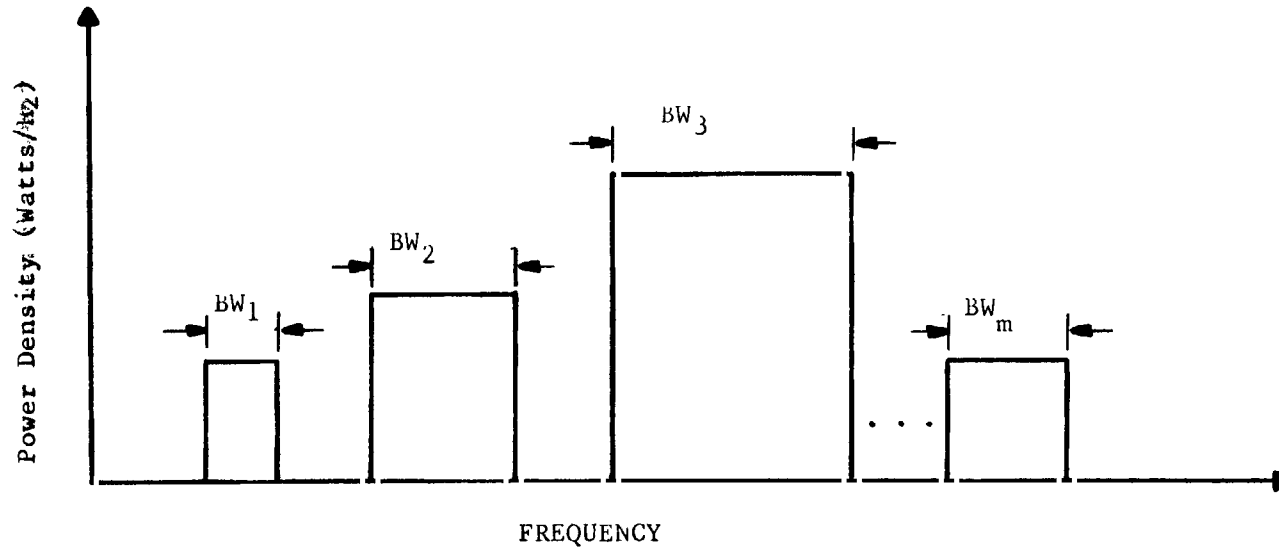 Power Density (Watts/Hz)
BW1
BW2
BW3
BWm
. . .
FREQUENCY